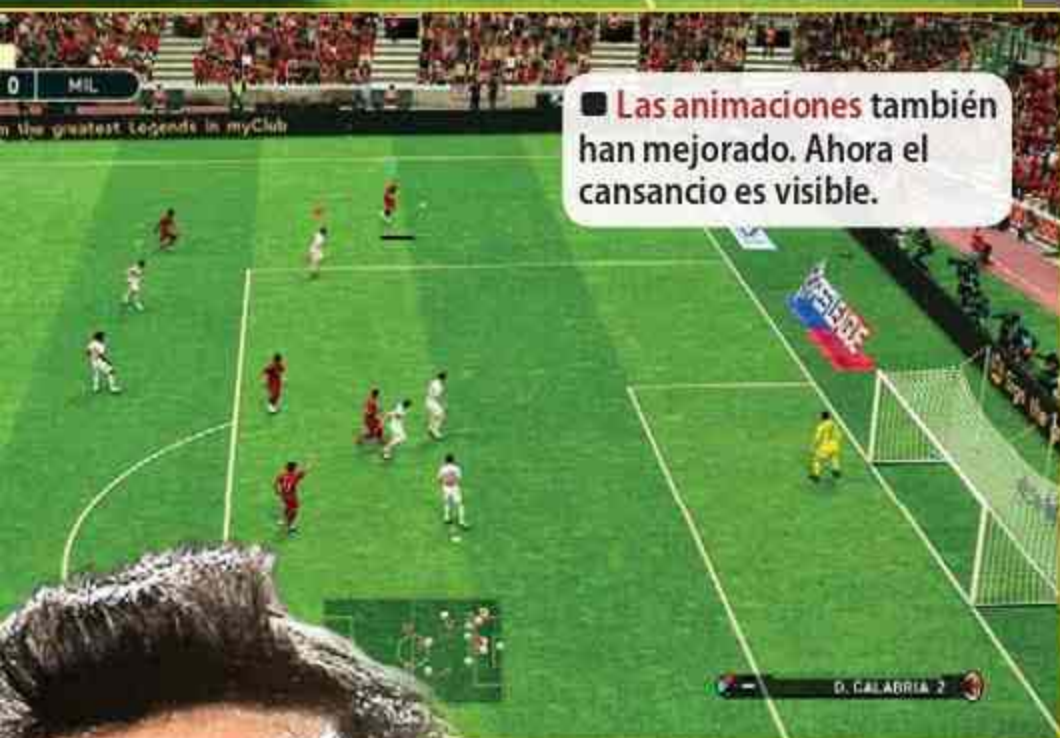 0 MIL
n the greatest Legends in myClub
■ Las animaciones también
han mejorado. Ahora el
cansancio es visible.
D. CALABRIA 2